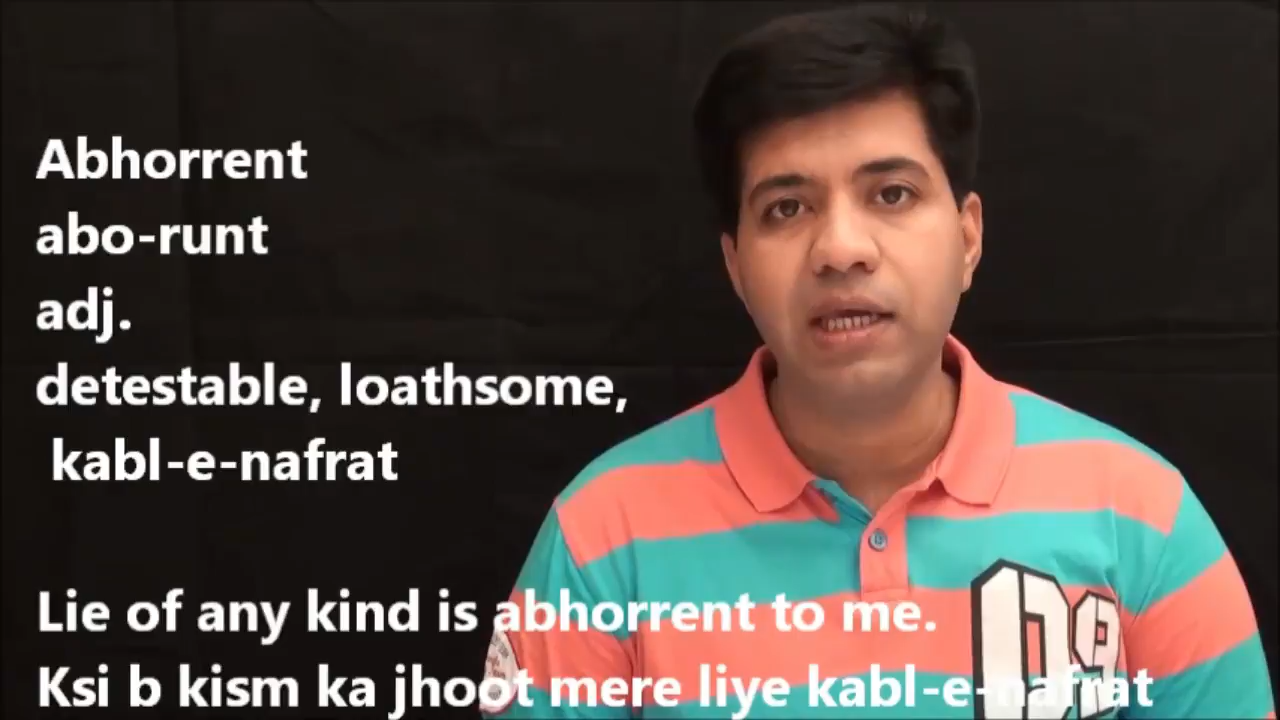 Abhorrent
abo-runt
adj.
detestable, loathsome,
kabl-e-nafrat
Lie of any kind is abhorrent to me.
Ksi b kism ka jhoot mere liye kabl-e-nafrat
09